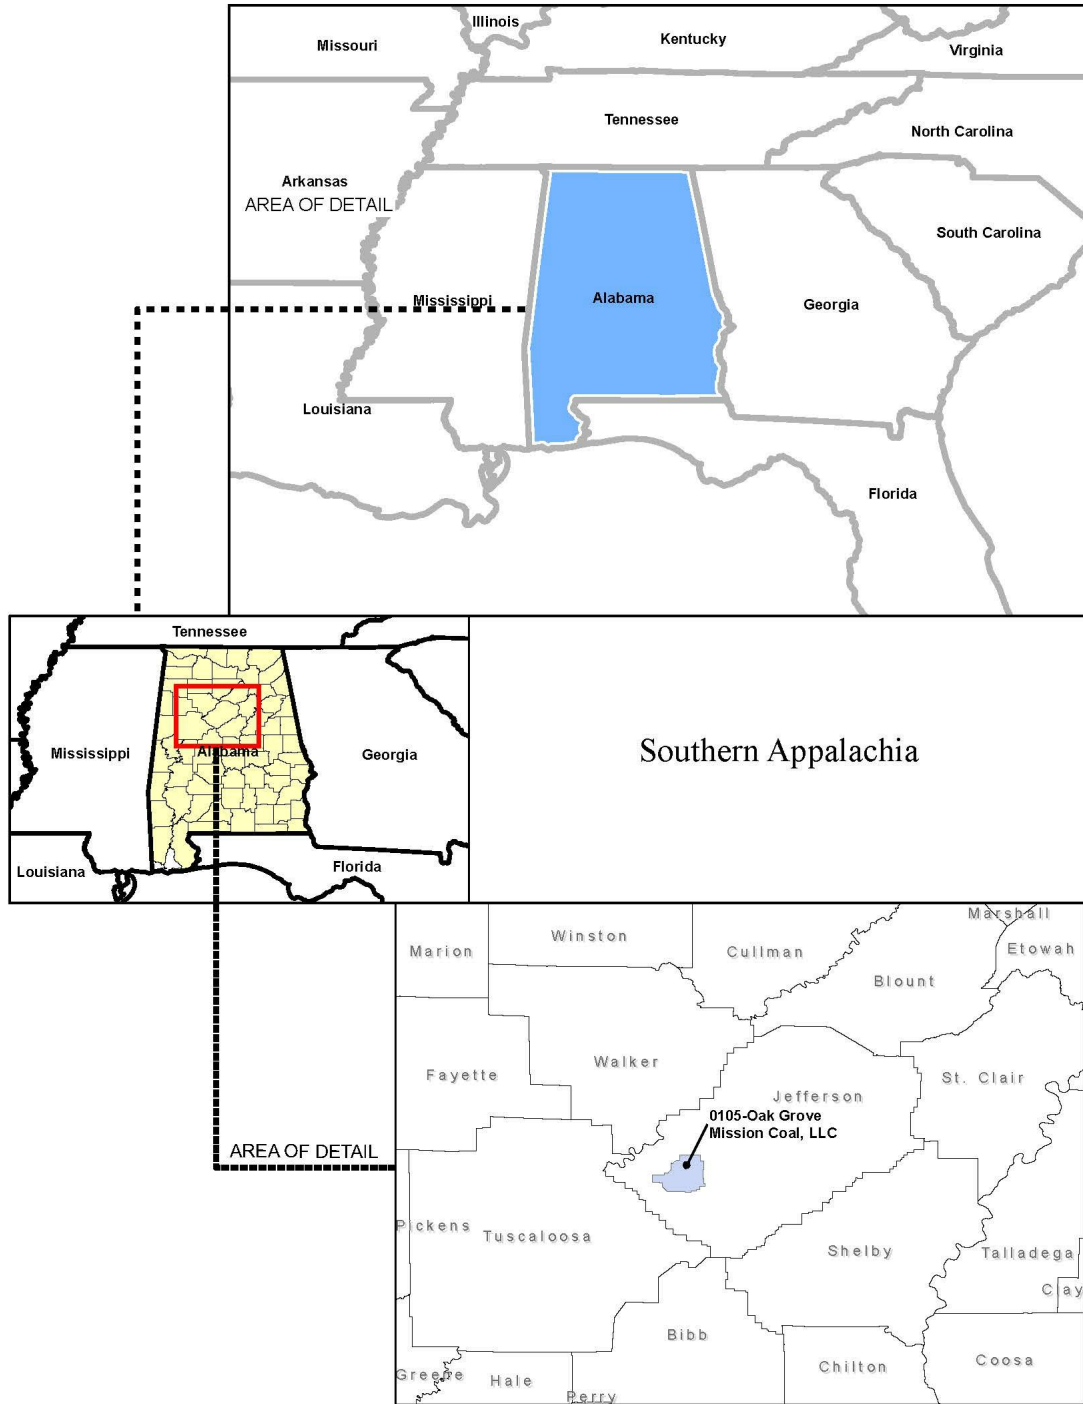 Illinois
Missouri
Kentucky
Virginia
Tennessee
North Carolina
Arkansas
AREA OF DETAIL
South Carolina
Mississippi
Alabama
Georgia
Louisiana
Florida
Tennessee
Mississippi
Alabama
Georgia
Louisiana
Florida
Southern Appalachia
AREA OF DETAIL
Marshall
Marion
Winston
Cullman
Etowah
Blount
Walker
Fayette
St. Clair
Jefferson
0105-Oak Grove
Mission Coal, LLC
Pickens
Tuscaloosa
Shelby
Talladega
Clay
Bibb
Greene
Hale
Perry
Chilton
Coosa